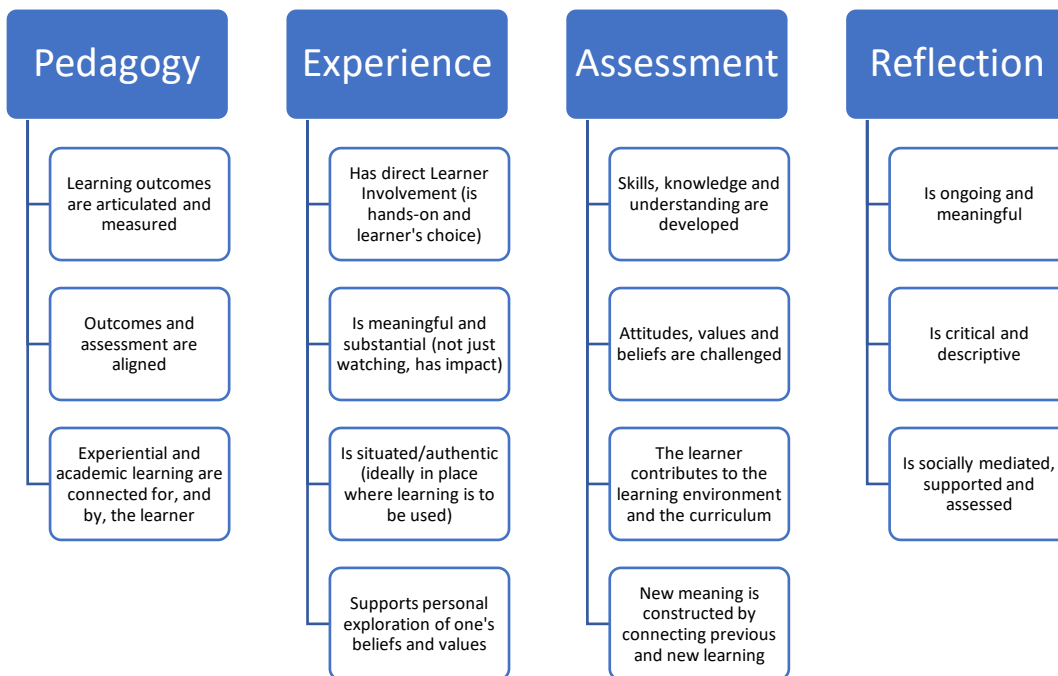 Pedagogy
Learning outcomes
are articulated and
measured
Outcomes and
assessment are
aligned
Experiential and
academic learning are
connected for, and
by, the learner
Experience
Has direct Learner
Involvement (is
hands-on and
learner's choice)
Is meaningful and
substantial (not just
watching, has impact)
Is situated/authentic
(ideally in place
where learning is to
be used)
Supports personal
exploration of one's
beliefs and values
Assessment
Skills, knowledge and
understanding are
developed
Attitudes, values and
beliefs are challenged
The learner
contributes to the
learning environment
and the curriculum
New meaning is
constructed by
connecting previous
and new learning
Reflection
Is ongoing and
meaningful
Is critical and
descriptive
Is socially mediated,
supported and
assessed